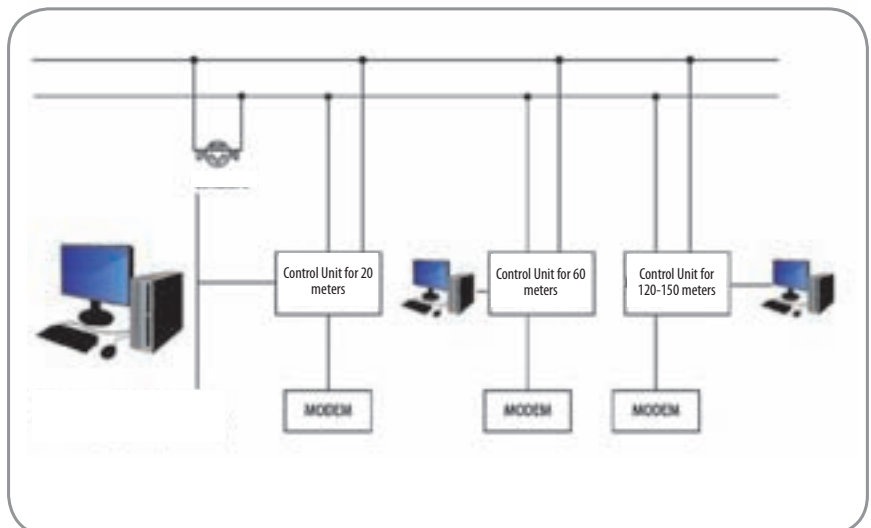 Control Unit for 20
meters
Control Unit for 60
meters
Control Unit for
120-150 meters
MODEM
MODEM
MODEM